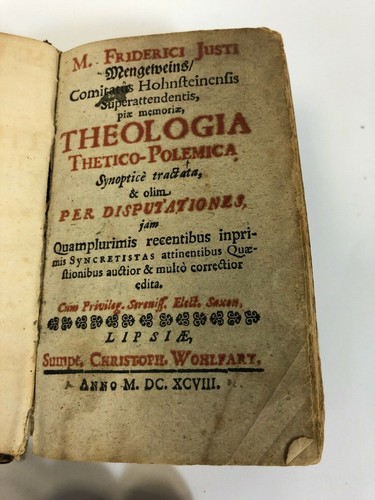 M. FRIDERICI JUSTI
Mengeweins/
Comitatûs Hohnsteinensis
Superattendentis,
piæ memoriæ,
THEOLOGIA
THETICO-POLEMICA
Synopticè tractata,
& olim
PER DISPUTATIONES,
jam
Quamplurimis recentibus inpri-
mis SYNCRETISTAS attinentibus Quæ-
stionibus auctior & multò correctior
edita.
Cum Privileg. Sereniss. Elect. Saxon.
LIPSIÆ,
Sumpt. CHRISTOPH. WOHLFART.
ANNO M. DC. XCVIII.